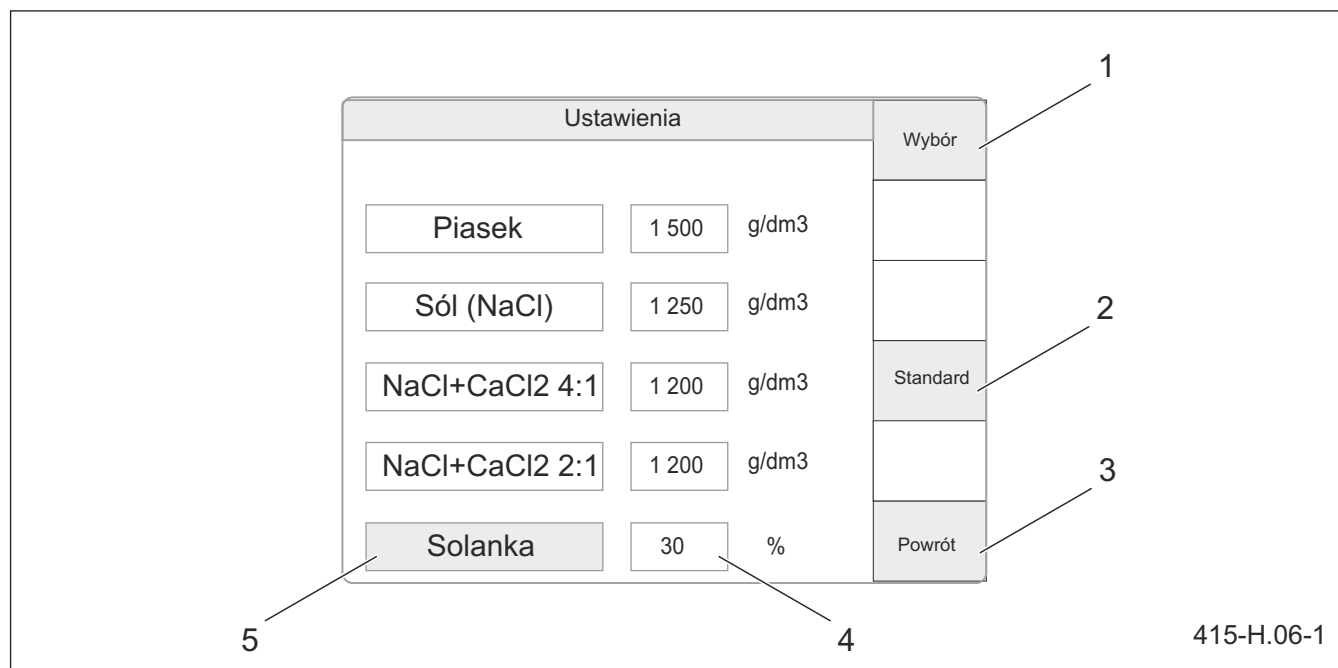 1
Ustawienia
Wybór
Piasek 1 500 g/dm3
Sól (NaCl) 1 250 g/dm3
2
NaCl+CaCl2 4:1 1 200 g/dm3
Standard
NaCl+CaCl2 2:1 1 200 g/dm3
3
Solanka 30 %
Powrót
5 4
415-H.06-1